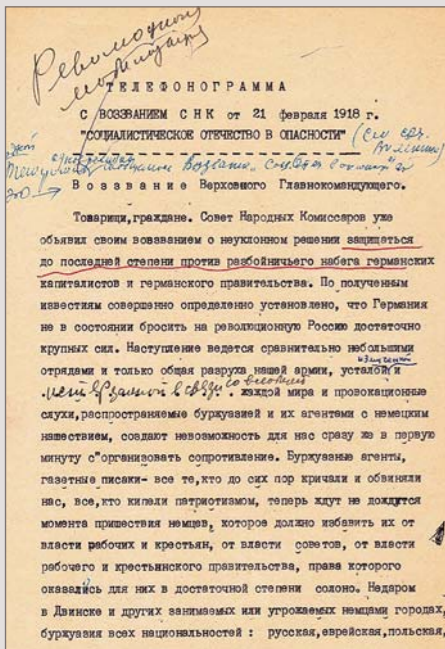 Революционная
мобилизация
ТЕЛЕФОНОГРАММА
С ВОЗЗВАНИЕМ СНК от 21 февраля 1918 г.
"СОЦИАЛИСТИЧЕСКОЕ ОТЕЧЕСТВО В ОПАСНОСТИ"
Воззвание Верховного Главнокомандующего.
Товарищи,граждане. Совет Народных Комиссаров уже
объявил своим воззванием о неуклонном решении защищаться
до последней степени против разбойничьего набега германских
капиталистов и германского правительства. По полученным
известиям совершенно определенно установлено, что Германия
не в состоянии бросить на революционную Россию достаточно
крупных сил. Наступление ведется сравнительно небольшими
отрядами и только общая разруха нашей армии, усталой и
жаждой мира и провокационные
слухи,распространяемые буржуазией и их агентами с немецким
нашествием, создают невозможность для нас сразу же в первую
минуту с"организовать сопротивление. Буржуазные агенты,
газетные писаки- все те,кто до сих пор кричали и обвиняли
нас, все,кто кипели патриотизмом, теперь ждут не дождутся
момента пришествия немцев, которое должно избавить их от
власти рабочих и крестьян, от власти советов, от власти
рабочего и крестьянского правительства, права которого
оказались для них в достаточной степени солоно. Недаром
в Двинске и других занимаемых или угрожаемых немцами городах,
буржуазия всех национальностей : русская,еврейская,польская,